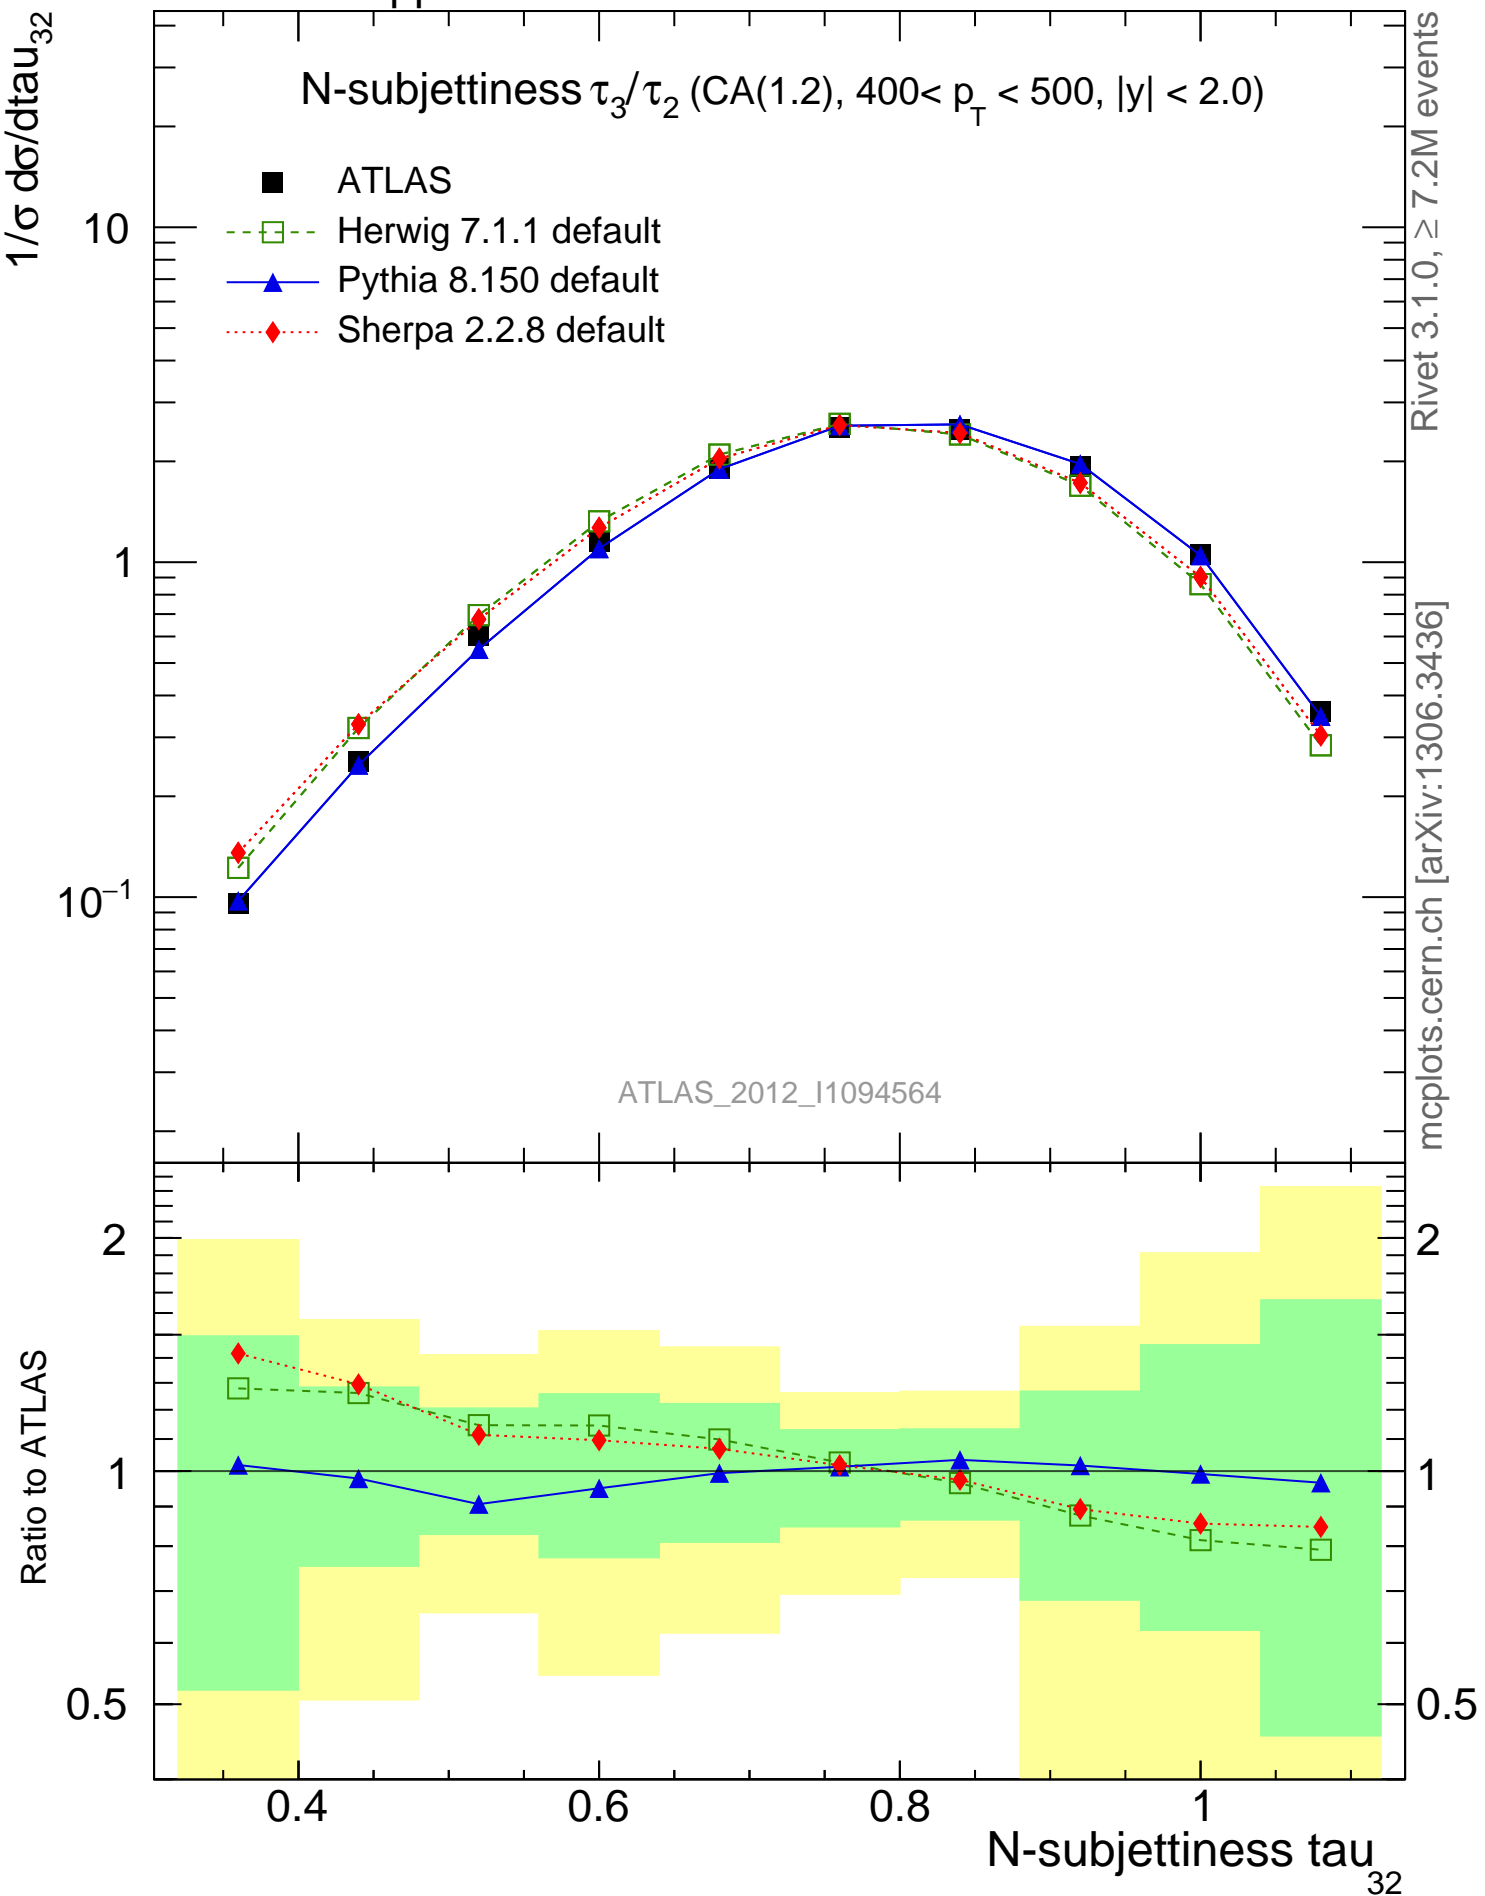 N-subjettiness τ₃/τ₂ (CA(1.2), 400< p_T < 500, |y| < 2.0)
1/σ dσ/dtau₃₂
ATLAS
Herwig 7.1.1 default
Pythia 8.150 default
Sherpa 2.2.8 default
10
1
10⁻¹
ATLAS_2012_I1094564
Rivet 3.1.0, ≥ 7.2M events
mcplots.cern.ch [arXiv:1306.3436]
Ratio to ATLAS
2
1
0.5
2
1
0.5
0.4
0.6
0.8
1
N-subjettiness tau₃₂